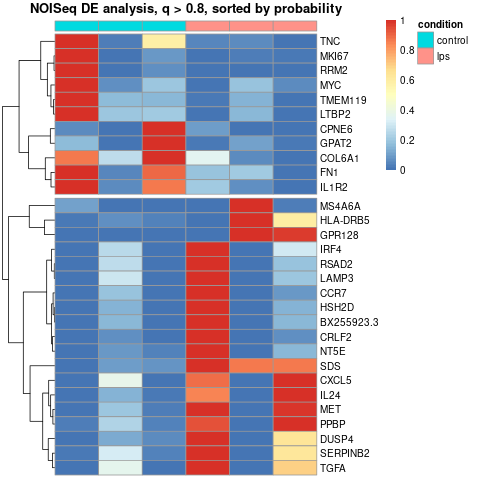 NOISeq DE analysis, q > 0.8, sorted by probability
TNC
MKI67
RRM2
MYC
TMEM119
LTBP2
CPNE6
GPAT2
COL6A1
FN1
IL1R2
MS4A6A
HLA-DRB5
GPR128
IRF4
RSAD2
LAMP3
CCR7
HSH2D
BX255923.3
CRLF2
NT5E
SDS
CXCL5
IL24
MET
PPBP
DUSP4
SERPINB2
TGFA
1
0.8
0.6
0.4
0.2
0
condition
control
lps